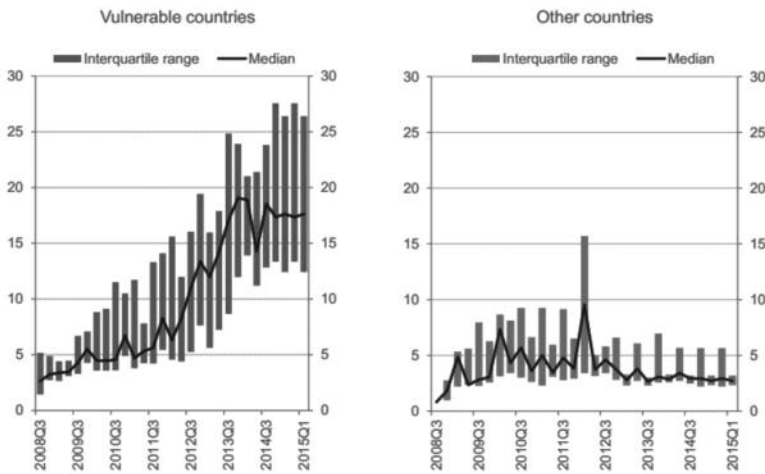 Vulnerable countries
Interquartile range
Median
30
25
20
15
10
5
0
30
25
20
15
10
5
0
2008Q3
2009Q3
2010Q3
2011Q3
2012Q3
2013Q3
2014Q3
2015Q1
Other countries
Interquartile range
Median
30
25
20
15
10
5
0
30
25
20
15
10
5
0
2008Q3
2009Q3
2010Q3
2011Q3
2012Q3
2013Q3
2014Q3
2015Q1